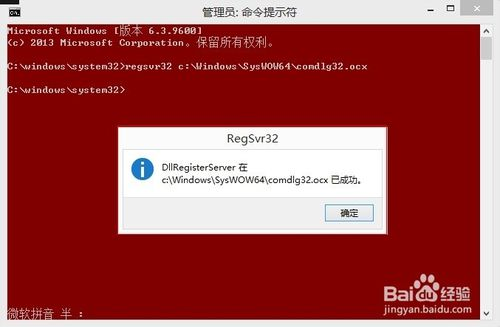 管理员: 命令提示符
Microsoft Windows [版本 6.3.9600]
(c) 2013 Microsoft Corporation。保留所有权利。
C:\windows\system32>regsvr32 c:\Windows\SysWOW64\comdlg32.ocx
C:\windows\system32>
RegSvr32
DllRegisterServer 在
c:\Windows\SysWOW64\comdlg32.ocx 已成功。
确定
Baidu 经验
jingyan.baidu.com
微软拼音 半 :